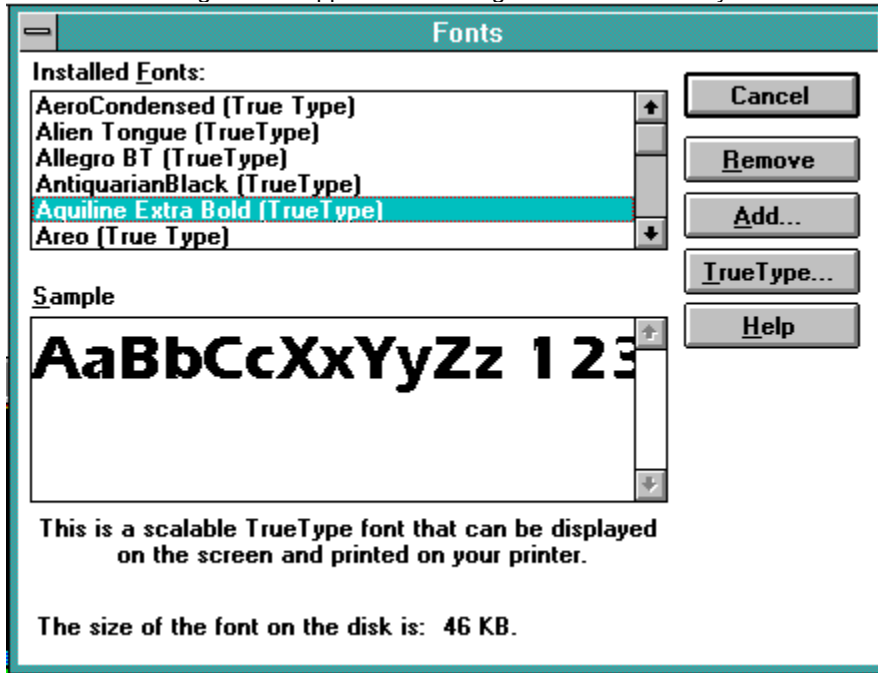 Fonts
Installed Fonts:
AeroCondensed (True Type)
Alien Tongue (TrueType)
Allegro BT (TrueType)
AntiquarianBlack (TrueType)
Aquiline Extra Bold (TrueType)
Areo (True Type)
Cancel
Remove
Add...
TrueType...
Help
Sample
AaBbCcXxYyZz 123
This is a scalable TrueType font that can be displayed
on the screen and printed on your printer.
The size of the font on the disk is: 46 KB.